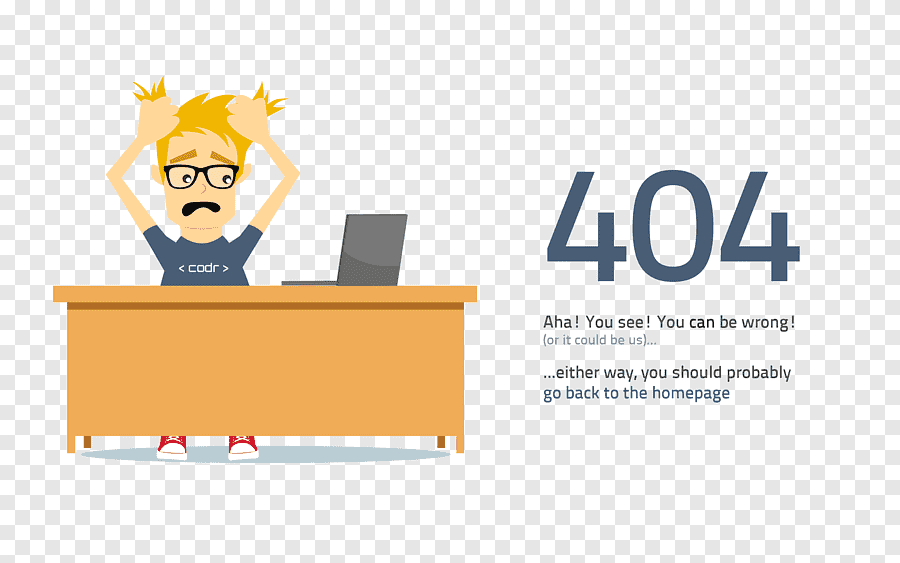 < codr >
404
Aha! You see! You can be wrong!
(or it could be us)...
...either way, you should probably
go back to the homepage